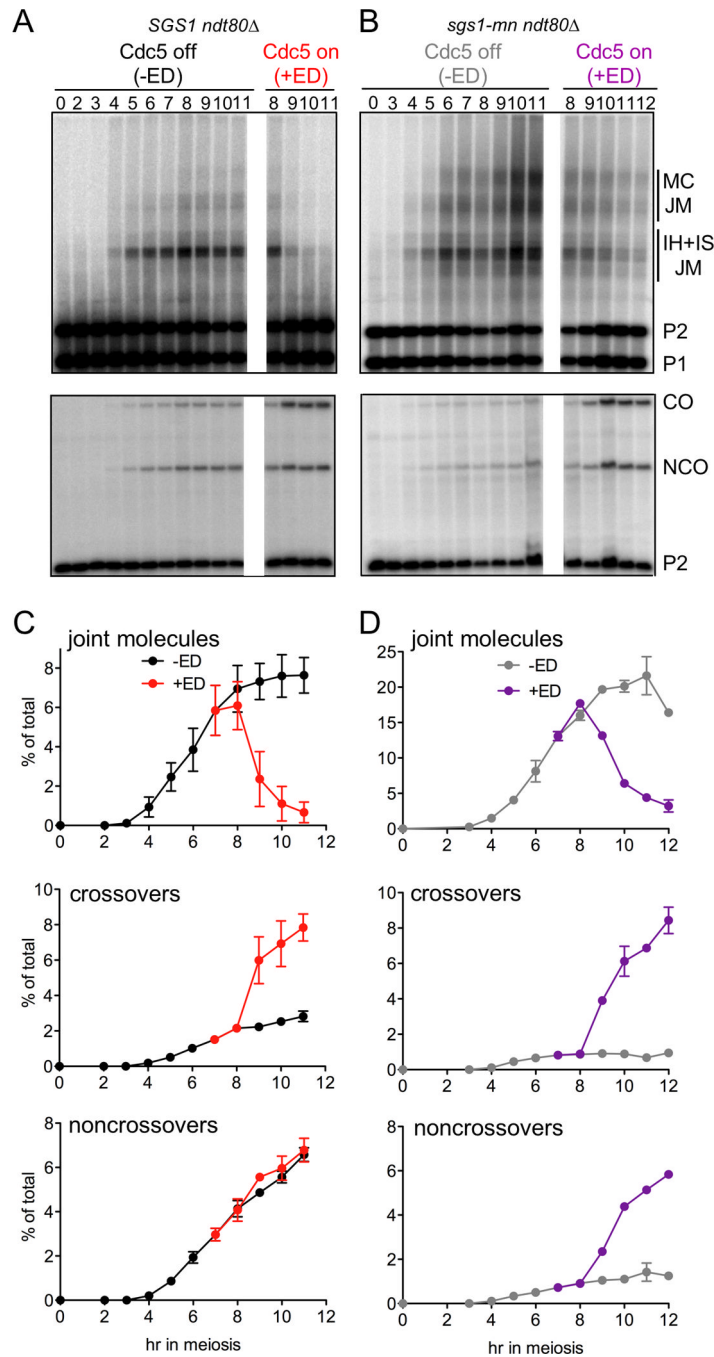 A
SGS1 ndt80Δ
Cdc5 off
(-ED)
Cdc5 on
(+ED)
0 2 3 4 5 6 7 8 9 10 11
8 9 10 11
B
sgs1-mn ndt80Δ
Cdc5 off
(-ED)
Cdc5 on
(+ED)
0 3 4 5 6 7 8 9 10 11
8 9 10 11 12
MC
JM
IH+IS
JM
P2
P1
CO
NCO
P2
C
joint molecules
-ED
+ED
% of total
8
6
4
2
0
0 2 4 6 8 10 12
crossovers
% of total
10
8
6
4
2
0
0 2 4 6 8 10 12
noncrossovers
% of total
8
6
4
2
0
0 2 4 6 8 10 12
hr in meiosis
D
joint molecules
-ED
+ED
25
20
15
10
5
0
0 2 4 6 8 10 12
crossovers
10
8
6
4
2
0
0 2 4 6 8 10 12
noncrossovers
8
6
4
2
0
0 2 4 6 8 10 12
hr in meiosis